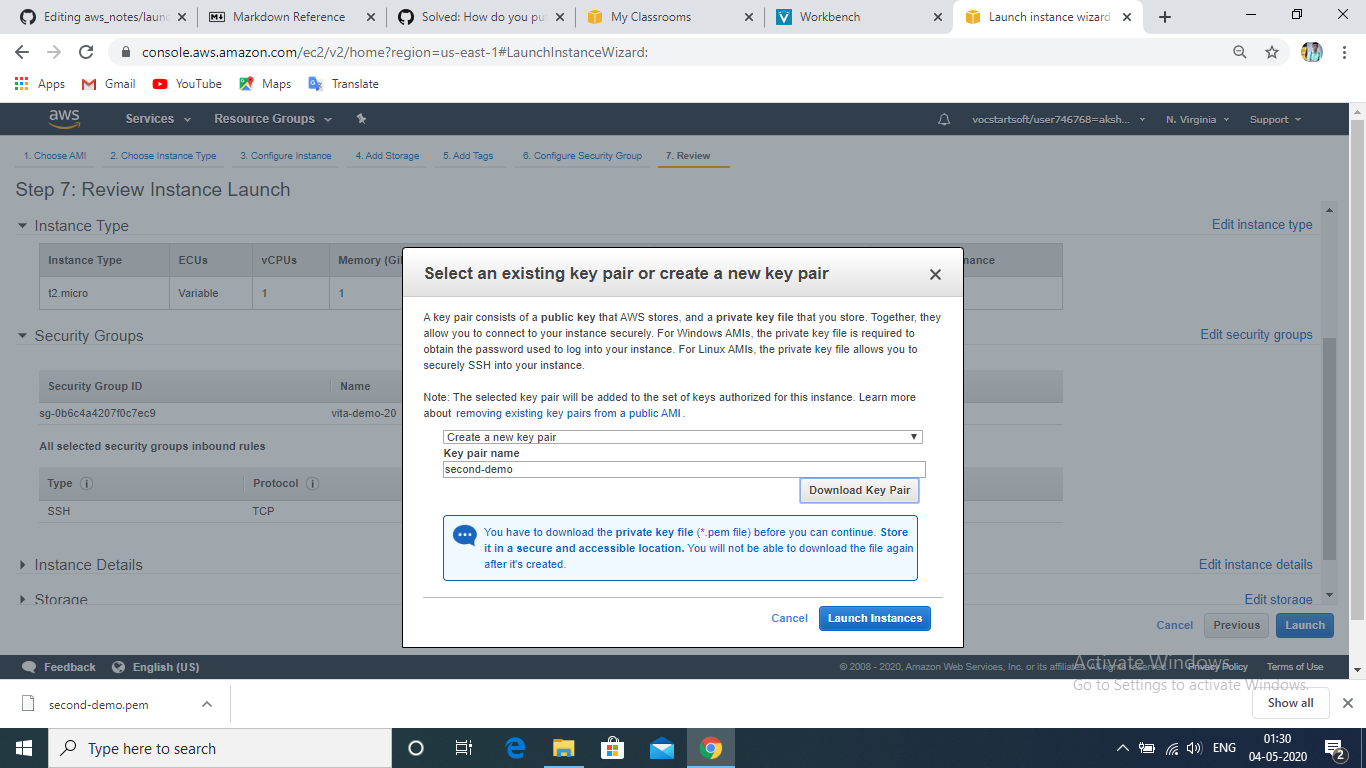 Editing aws_notes/laun
Markdown Reference
Solved: How do you pu
My Classrooms
Workbench
Launch instance wizard
console.aws.amazon.com/ec2/v2/home?region=us-east-1#LaunchInstanceWizard:
Apps
Gmail
YouTube
Maps
Translate
aws
Services
Resource Groups
vocstartsoft/user746768=aksh...
N. Virginia
Support
1. Choose AMI
2. Choose Instance Type
3. Configure Instance
4. Add Storage
5. Add Tags
6. Configure Security Group
7. Review
Step 7: Review Instance Launch
Instance Type
Edit instance type
Instance Type
ECUs
vCPUs
Memory (GiB
mance
t2.micro
Variable
1
1
Security Groups
Edit security groups
Security Group ID
Name
sg-0b6c4a4207f0c7ec9
vita-demo-20
All selected security groups inbound rules
Type
Protocol
SSH
TCP
Instance Details
Edit instance details
Storage
Edit storage
Select an existing key pair or create a new key pair
A key pair consists of a public key that AWS stores, and a private key file that you store. Together, they
allow you to connect to your instance securely. For Windows AMIs, the private key file is required to
obtain the password used to log into your instance. For Linux AMIs, the private key file allows you to
securely SSH into your instance.
Note: The selected key pair will be added to the set of keys authorized for this instance. Learn more
about removing existing key pairs from a public AMI.
Create a new key pair
Key pair name
second-demo
Download Key Pair
You have to download the private key file (*.pem file) before you can continue. Store
it in a secure and accessible location. You will not be able to download the file again
after it's created.
Cancel
Launch Instances
Cancel
Previous
Launch
Feedback
English (US)
© 2008 - 2020, Amazon Web Services, Inc. or its affiliates. All rights reserved.
Privacy Policy
Terms of Use
Activate Windows
Go to Settings to activate Windows.
second-demo.pem
Show all
Type here to search
ENG
01:30
04-05-2020
2